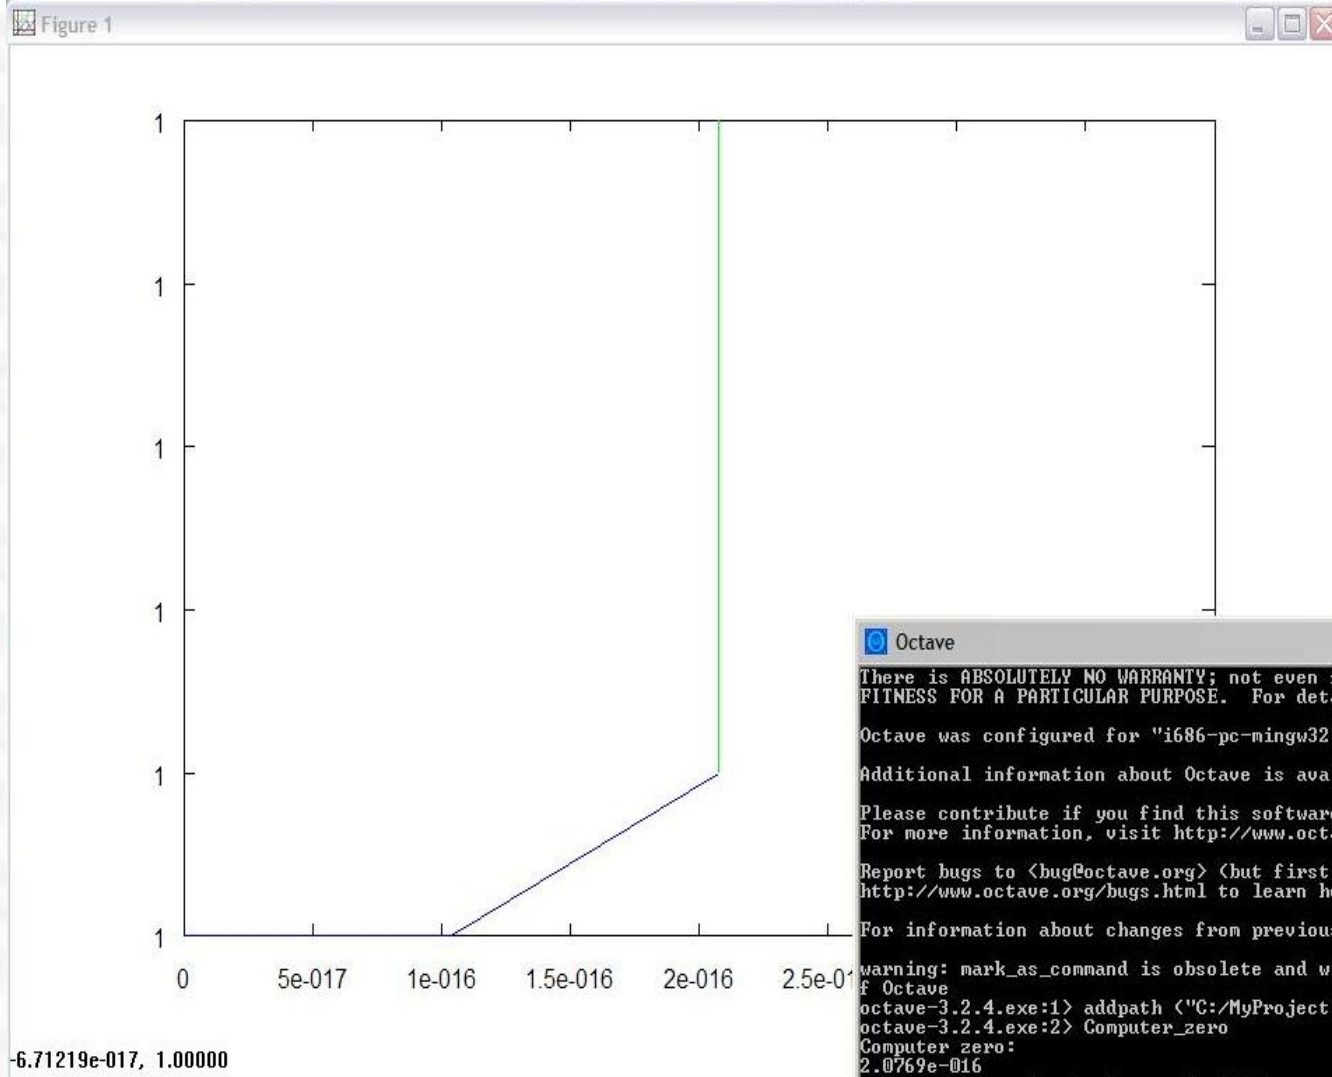 Figure 1
1
1
1
1
1
1
0 5e-017 1e-016 1.5e-016 2e-016 2.5e-01
-6.71219e-017, 1.00000
Octave
There is ABSOLUTELY NO WARRANTY; not even
FITNESS FOR A PARTICULAR PURPOSE. For det
Octave was configured for "i686-pc-mingw32
Additional information about Octave is ava
Please contribute if you find this software
For more information, visit http://www.oct
Report bugs to <bug@octave.org> (but first
http://www.octave.org/bugs.html to learn h
For information about changes from previous
warning: mark_as_command is obsolete and w
f Octave
octave-3.2.4.exe:1> addpath ("C:/MyProject
octave-3.2.4.exe:2> Computer_zero
Computer zero:
2.0769e-016